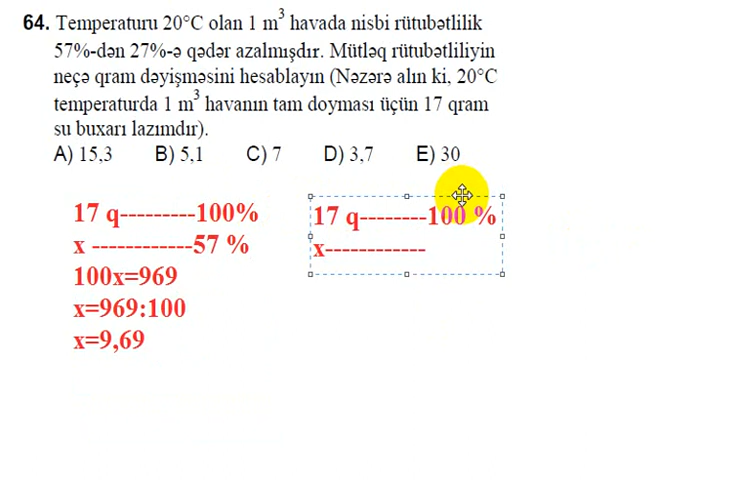 64. Temperaturu 20°C olan 1 m³ havada nisbi rütubətlilik
57%-dən 27%-ə qədər azalmışdır. Mütləq rütubətliliyin
neçə qram dəyişməsini hesablayın (Nəzərə alın ki, 20°C
temperaturda 1 m³ havanın tam doyması üçün 17 qram
su buxarı lazımdır).
A) 15,3 B) 5,1 C) 7 D) 3,7 E) 30
17 q---------100%
x ------------57 %
100x=969
x=969:100
x=9,69
17 q--------100 %
x------------